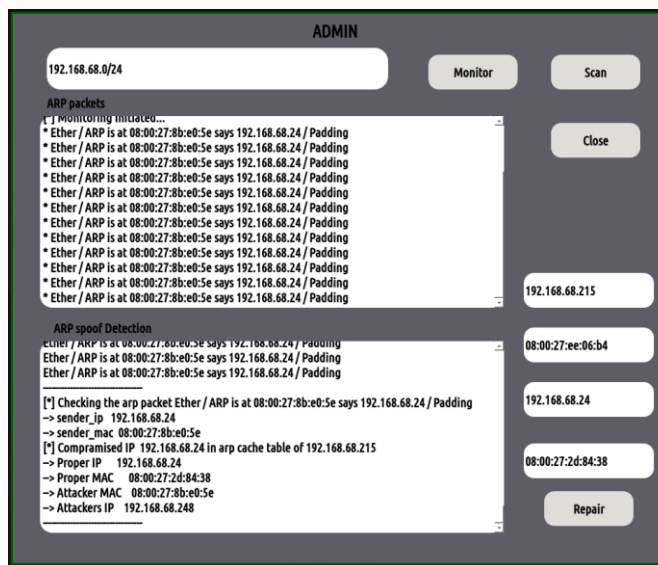 ADMIN
192.168.68.0/24
Monitor
Scan
ARP packets
[*] Monitoring initiated...
* Ether / ARP is at 08:00:27:8b:e0:5e says 192.168.68.24 / Padding
* Ether / ARP is at 08:00:27:8b:e0:5e says 192.168.68.24 / Padding
* Ether / ARP is at 08:00:27:8b:e0:5e says 192.168.68.24 / Padding
* Ether / ARP is at 08:00:27:8b:e0:5e says 192.168.68.24 / Padding
* Ether / ARP is at 08:00:27:8b:e0:5e says 192.168.68.24 / Padding
* Ether / ARP is at 08:00:27:8b:e0:5e says 192.168.68.24 / Padding
* Ether / ARP is at 08:00:27:8b:e0:5e says 192.168.68.24 / Padding
* Ether / ARP is at 08:00:27:8b:e0:5e says 192.168.68.24 / Padding
* Ether / ARP is at 08:00:27:8b:e0:5e says 192.168.68.24 / Padding
* Ether / ARP is at 08:00:27:8b:e0:5e says 192.168.68.24 / Padding
* Ether / ARP is at 08:00:27:8b:e0:5e says 192.168.68.24 / Padding
* Ether / ARP is at 08:00:27:8b:e0:5e says 192.168.68.24 / Padding
Close
192.168.68.215
08:00:27:ee:06:b4
192.168.68.24
08:00:27:2d:84:38
Repair
ARP spoof Detection
Ether / ARP is at 08:00:27:8b:e0:5e says 192.168.68.24 / Padding
Ether / ARP is at 08:00:27:8b:e0:5e says 192.168.68.24 / Padding
Ether / ARP is at 08:00:27:8b:e0:5e says 192.168.68.24 / Padding
------------------------------
[*] Checking the arp packet Ether / ARP is at 08:00:27:8b:e0:5e says 192.168.68.24 / Padding
--> sender_ip 192.168.68.24
--> sender_mac 08:00:27:8b:e0:5e
[*] Compromised IP 192.168.68.24 in arp cache table of 192.168.68.215
--> Proper IP 192.168.68.24
--> Proper MAC 08:00:27:2d:84:38
--> Attacker MAC 08:00:27:8b:e0:5e
--> Attackers IP 192.168.68.248
------------------------------